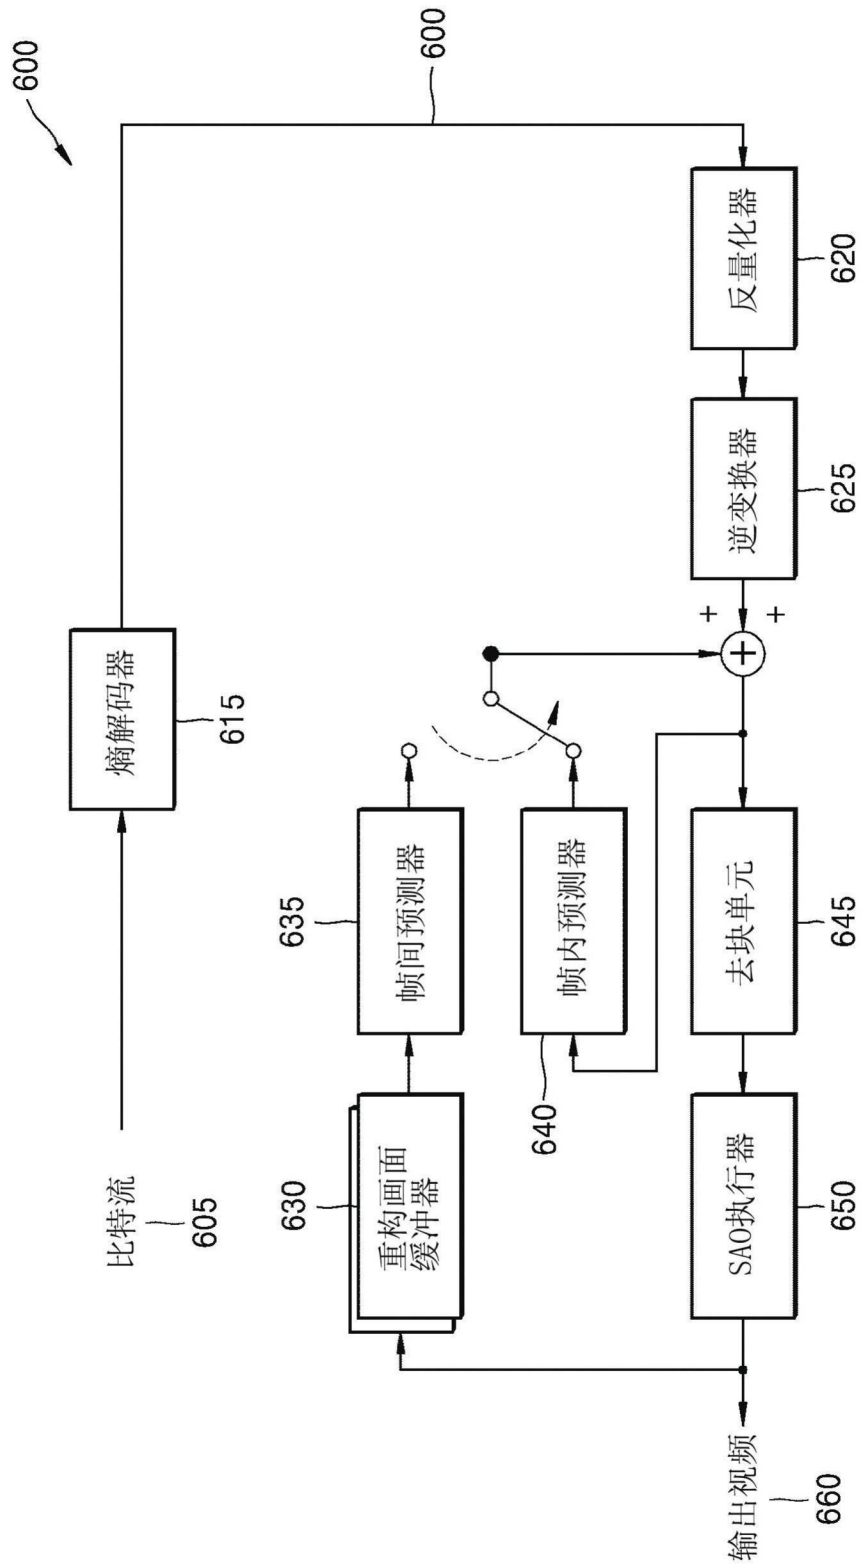 600
600
比特流
605
熵解码器
615
630
重构画面
缓冲器
635
帧间预测器
640
帧内预测器
反量化器
620
逆变换器
625
+
+
+
去块单元
645
SAO执行器
650
输出视频
660